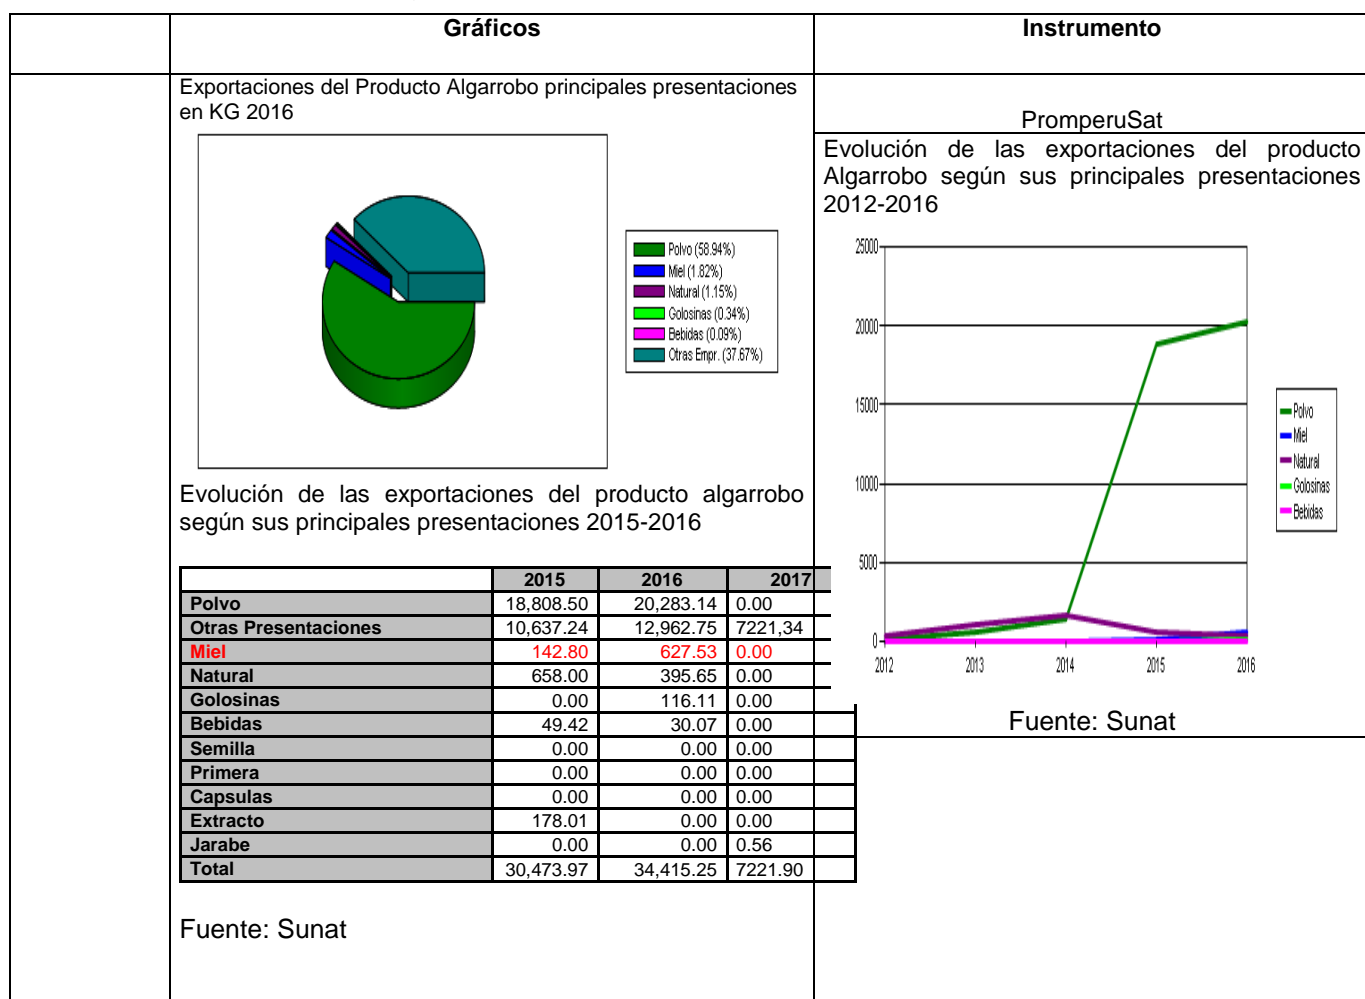 Gráficos
Instrumento
Exportaciones del Producto Algarrobo principales presentaciones
en KG 2016
Polvo (58.94%)
Miel (1.82%)
Natural (1.15%)
Golosinas (0.34%)
Bebidas (0.09%)
Otras Empr. (37.67%)
Evolución de las exportaciones del producto algarrobo
según sus principales presentaciones 2015-2016
2015 2016 2017
Polvo 18,808.50 20,283.14 0.00
Otras Presentaciones 10,637.24 12,962.75 7221,34
Miel 142.80 627.53 0.00
Natural 658.00 395.65 0.00
Golosinas 0.00 116.11 0.00
Bebidas 49.42 30.07 0.00
Semilla 0.00 0.00 0.00
Primera 0.00 0.00 0.00
Capsulas 0.00 0.00 0.00
Extracto 178.01 0.00 0.00
Jarabe 0.00 0.00 0.56
Total 30,473.97 34,415.25 7221.90
Fuente: Sunat
PromperuSat
Evolución de las exportaciones del producto
Algarrobo según sus principales presentaciones
2012-2016
25000
20000
15000
10000
5000
0
2012 2013 2014 2015 2016
Polvo
Miel
Natural
Golosinas
Bebidas
Fuente: Sunat